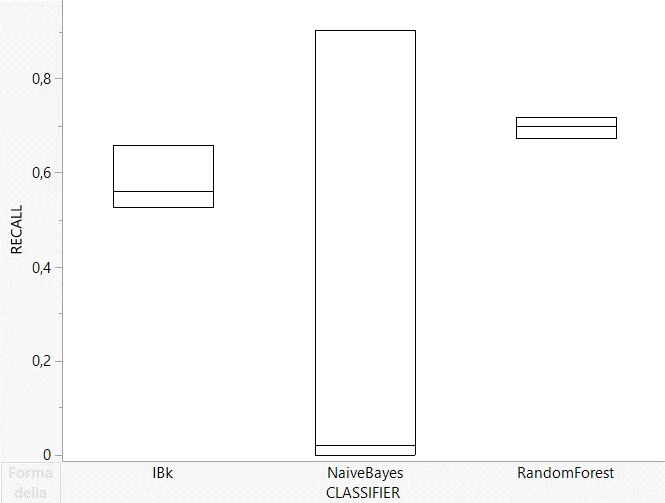 0,8
0,6
0,4
0,2
0
RECALL
IBk
NaiveBayes
RandomForest
CLASSIFIER
Forma
della